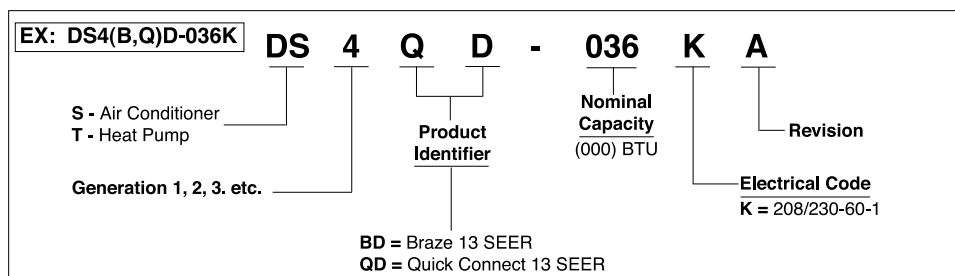 EX: DS4(B,Q)D-036K
DS 4 Q D - 036 K A
S - Air Conditioner
T - Heat Pump
Generation 1, 2, 3. etc.
Product
Identifier
BD = Braze 13 SEER
QD = Quick Connect 13 SEER
Nominal
Capacity
(000) BTU
Revision
Electrical Code
K = 208/230-60-1